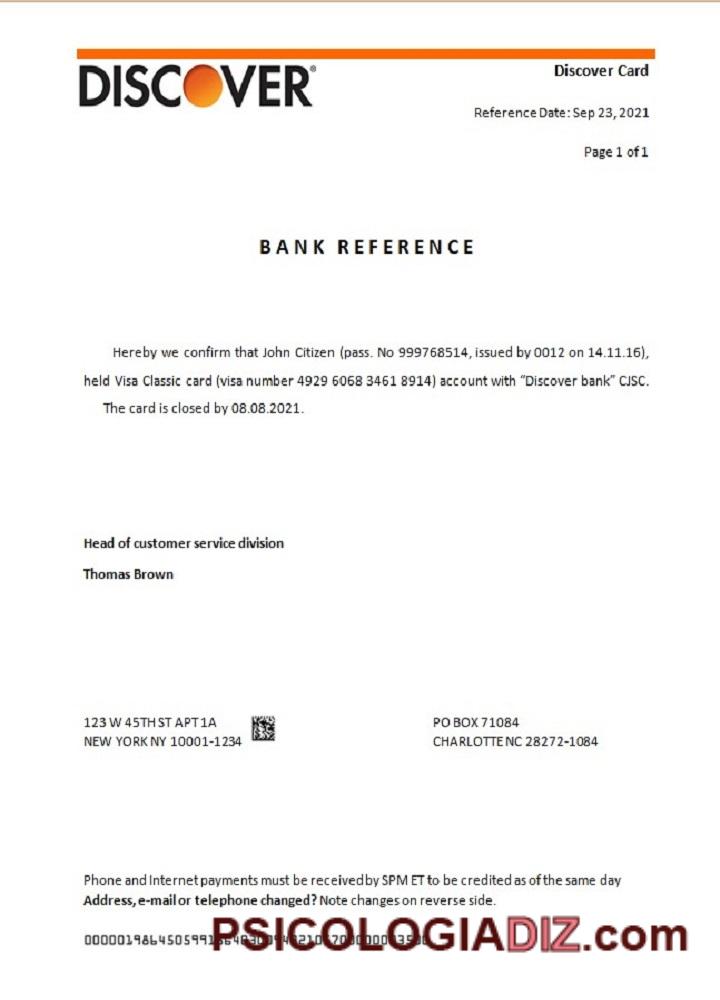 DISCOVER®
Discover Card
Reference Date: Sep 23, 2021
Page 1 of 1
BANK REFERENCE
Hereby we confirm that John Citizen (pass. No 999768514, issued by 0012 on 14.11.16),
held Visa Classic card (visa number 4929 6068 3461 8914) account with “Discover bank” CJSC.
The card is closed by 08.08.2021.
Head of customer service division
Thomas Brown
123 W 45TH ST APT 1A
NEW YORK NY 10001-1234
PO BOX 71084
CHARLOTTE NC 28272-1084
Phone and Internet payments must be received by 5PM ET to be credited as of the same day
Address, e-mail or telephone changed? Note changes on reverse side.
PSICOLOGIADIZ.com